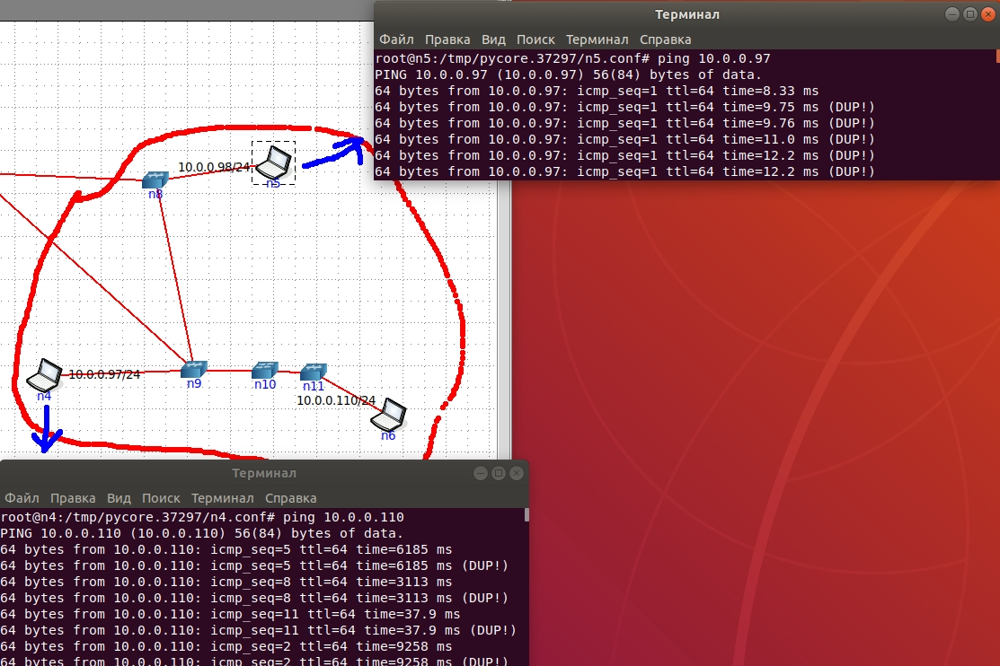 Терминал
Файл Правка Вид Поиск Терминал Справка
root@n5:/tmp/pycore.37297/n5.conf# ping 10.0.0.97
PING 10.0.0.97 (10.0.0.97) 56(84) bytes of data.
64 bytes from 10.0.0.97: icmp_seq=1 ttl=64 time=8.33 ms
64 bytes from 10.0.0.97: icmp_seq=1 ttl=64 time=9.75 ms (DUP!)
64 bytes from 10.0.0.97: icmp_seq=1 ttl=64 time=9.76 ms (DUP!)
64 bytes from 10.0.0.97: icmp_seq=1 ttl=64 time=11.0 ms (DUP!)
64 bytes from 10.0.0.97: icmp_seq=1 ttl=64 time=12.2 ms (DUP!)
64 bytes from 10.0.0.97: icmp_seq=1 ttl=64 time=12.2 ms (DUP!)
10.0.0.98/24
n5
n8
10.0.0.97/24
n4
n9
n10
n11
10.0.0.110/24
n6
Терминал
Файл Правка Вид Поиск Терминал Справка
root@n4:/tmp/pycore.37297/n4.conf# ping 10.0.0.110
PING 10.0.0.110 (10.0.0.110) 56(84) bytes of data.
64 bytes from 10.0.0.110: icmp_seq=5 ttl=64 time=6185 ms
64 bytes from 10.0.0.110: icmp_seq=5 ttl=64 time=6185 ms (DUP!)
64 bytes from 10.0.0.110: icmp_seq=8 ttl=64 time=3113 ms
64 bytes from 10.0.0.110: icmp_seq=8 ttl=64 time=3113 ms (DUP!)
64 bytes from 10.0.0.110: icmp_seq=11 ttl=64 time=37.9 ms
64 bytes from 10.0.0.110: icmp_seq=11 ttl=64 time=37.9 ms (DUP!)
64 bytes from 10.0.0.110: icmp_seq=2 ttl=64 time=9258 ms
64 bytes from 10.0.0.110: icmp_seq=2 ttl=64 time=9258 ms (DUP!)